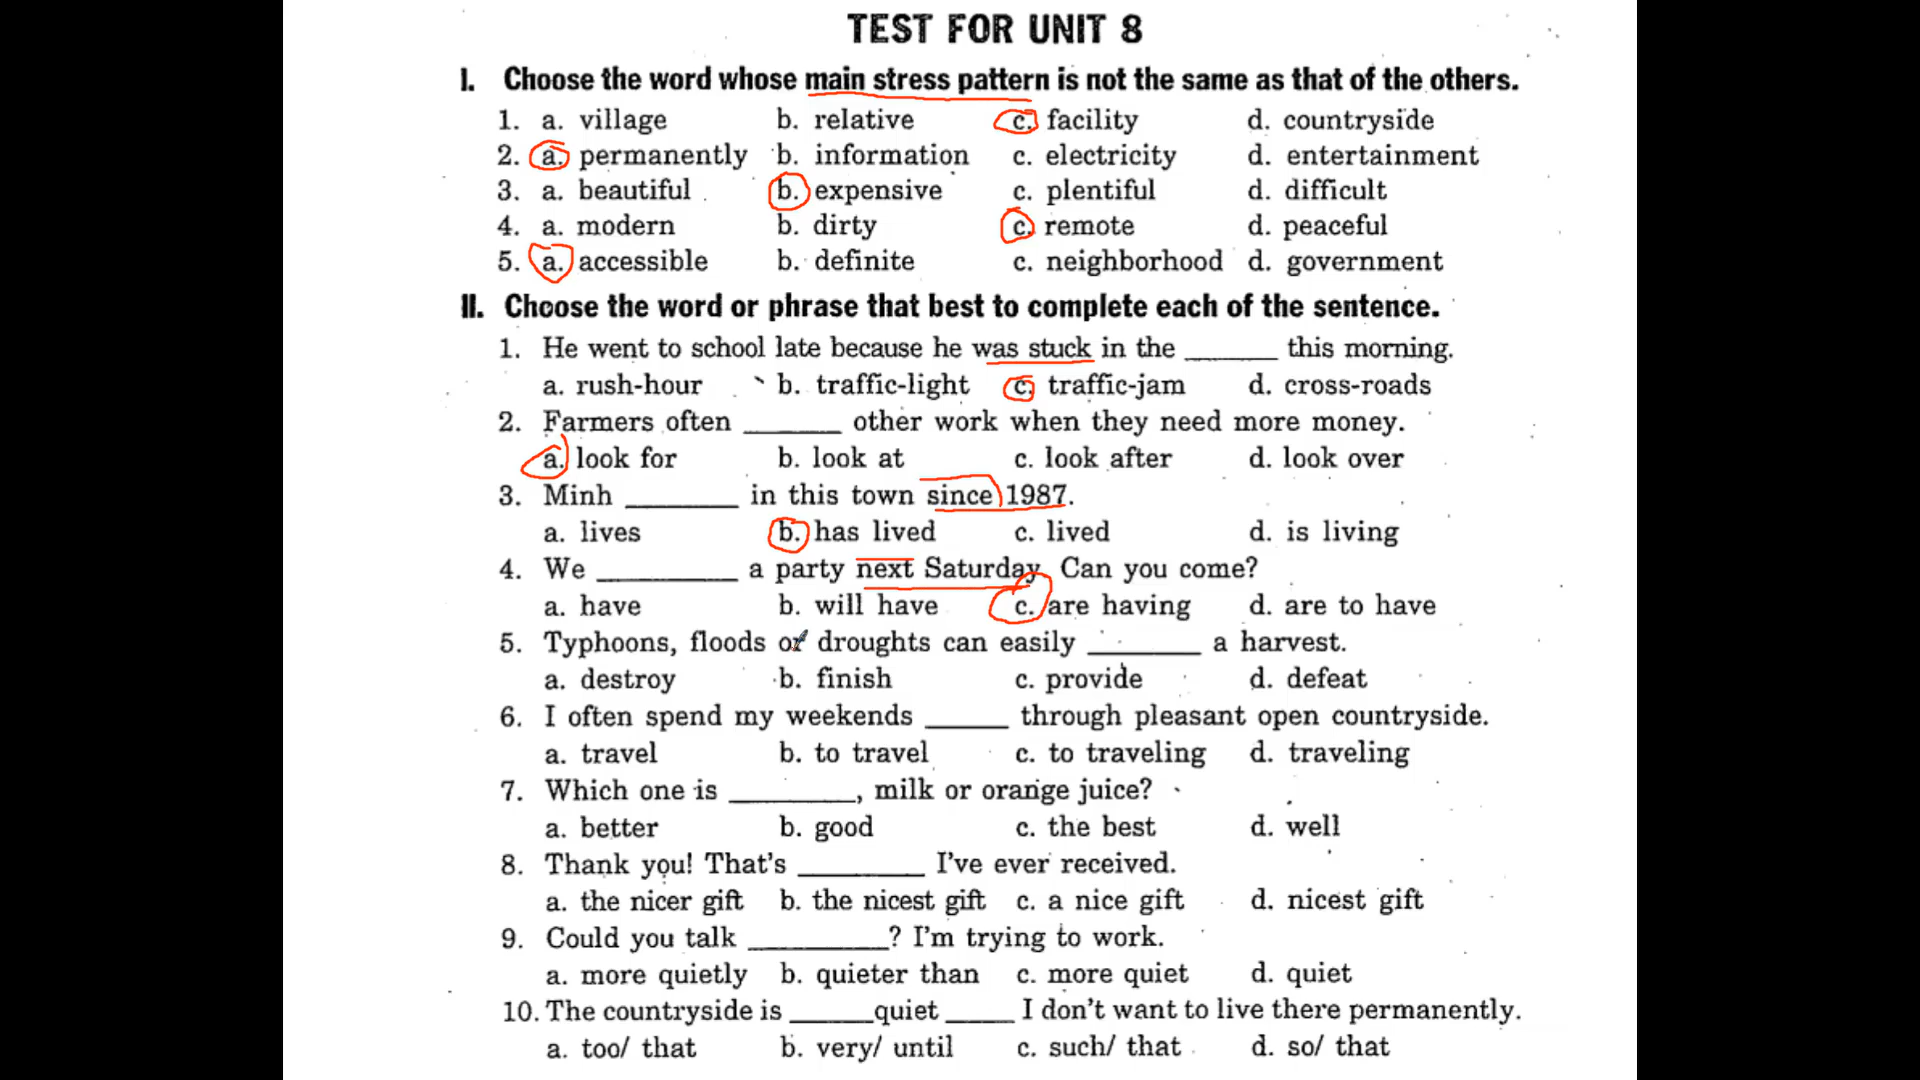 TEST FOR UNIT 8
I. Choose the word whose main stress pattern is not the same as that of the others.
1. a. village b. relative c. facility d. countryside
2. a. permanently b. information c. electricity d. entertainment
3. a. beautiful b. expensive c. plentiful d. difficult
4. a. modern b. dirty c. remote d. peaceful
5. a. accessible b. definite c. neighborhood d. government
II. Choose the word or phrase that best to complete each of the sentence.
1. He went to school late because he was stuck in the ______ this morning.
a. rush-hour b. traffic-light c. traffic-jam d. cross-roads
2. Farmers often ______ other work when they need more money.
a. look for b. look at c. look after d. look over
3. Minh ______ in this town since 1987.
a. lives b. has lived c. lived d. is living
4. We ______ a party next Saturday. Can you come?
a. have b. will have c. are having d. are to have
5. Typhoons, floods or droughts can easily ______ a harvest.
a. destroy b. finish c. provide d. defeat
6. I often spend my weekends ______ through pleasant open countryside.
a. travel b. to travel c. to traveling d. traveling
7. Which one is ______, milk or orange juice?
a. better b. good c. the best d. well
8. Thank you! That's ______ I've ever received.
a. the nicer gift b. the nicest gift c. a nice gift d. nicest gift
9. Could you talk ______? I'm trying to work.
a. more quietly b. quieter than c. more quiet d. quiet
10. The countryside is ______ quiet ______ I don't want to live there permanently.
a. too/ that b. very/ until c. such/ that d. so/ that